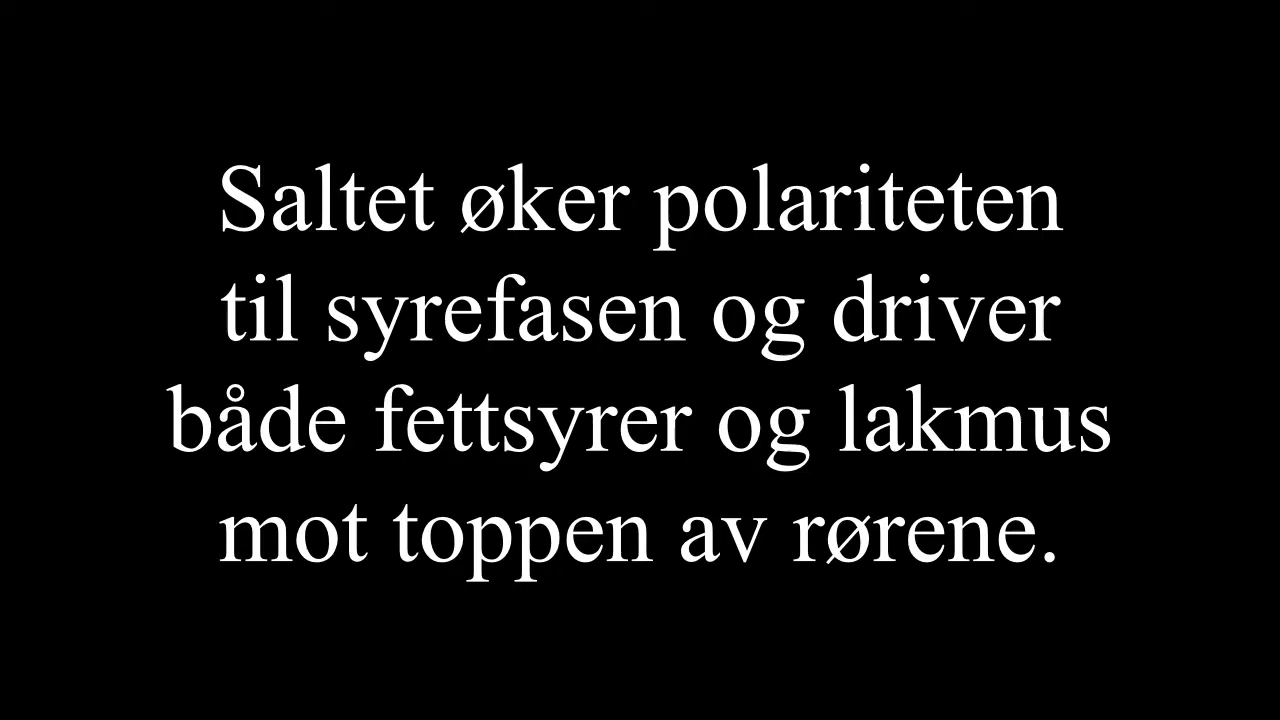 Saltet øker polariteten
til syrefasen og driver
både fettsyrer og lakmus
mot toppen av rørene.